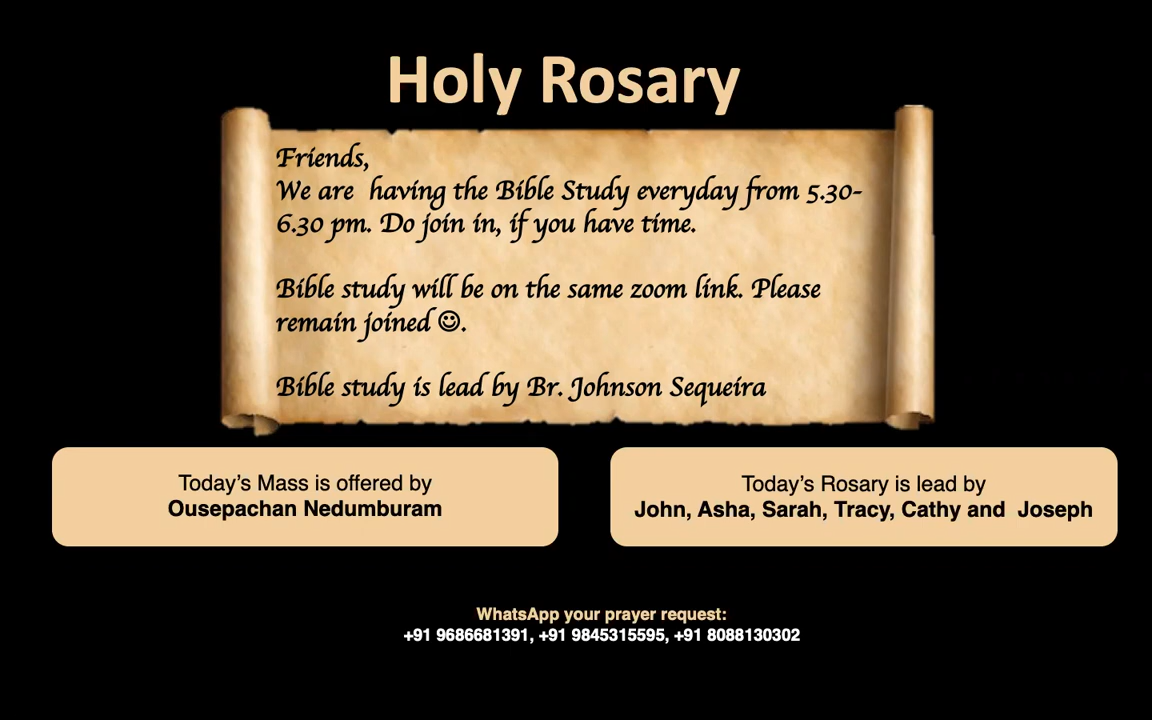 Holy Rosary
Friends,
We are  having the Bible Study everyday from 5.30-
6.30 pm. Do join in, if you have time.
Bible study will be on the same zoom link. Please
remain joined ☺.
Bible study is lead by Br. Johnson Sequeira
Today’s Mass is offered by
Ousepachan Nedumburam
Today’s Rosary is lead by
John, Asha, Sarah, Tracy, Cathy and  Joseph
WhatsApp your prayer request:
+91 9686681391, +91 9845315595, +91 8088130302